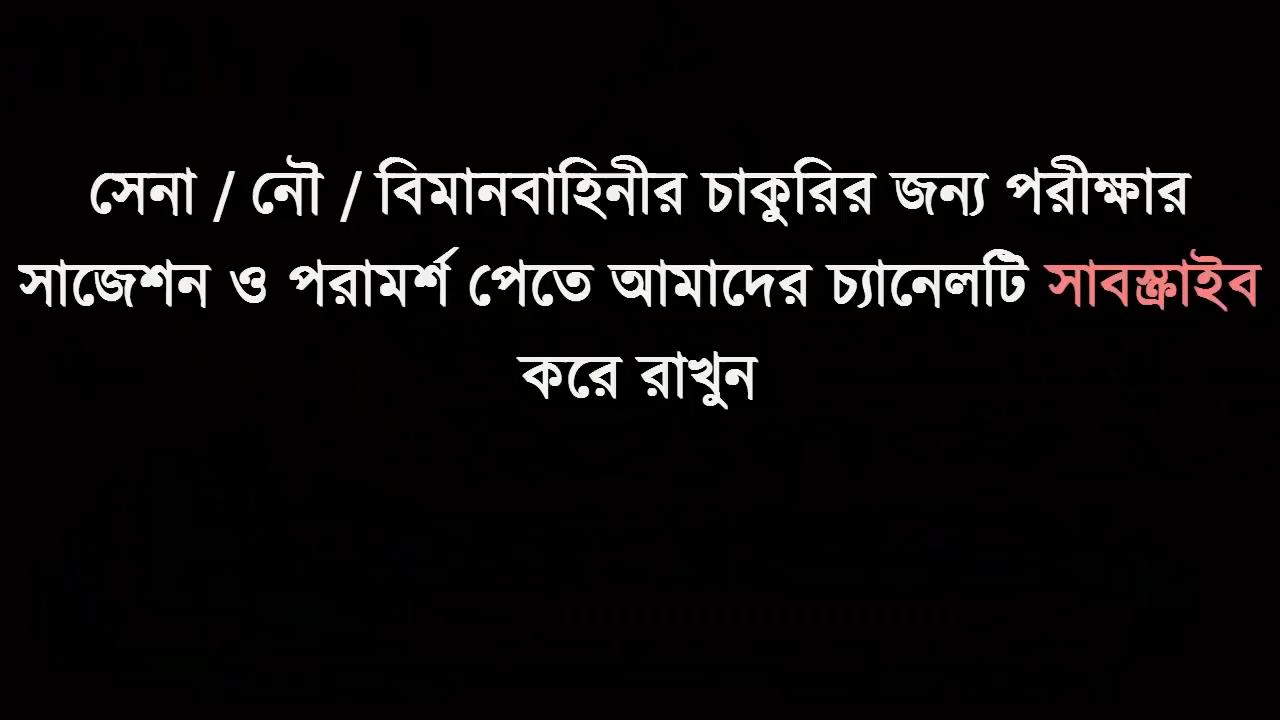 সেনা / নৌ / বিমানবাহিনীর চাকুরির জন্য পরীক্ষার
সাজেশন ও পরামর্শ পেতে আমাদের চ্যানেলটি সাবস্ক্রাইব
করে রাখুন